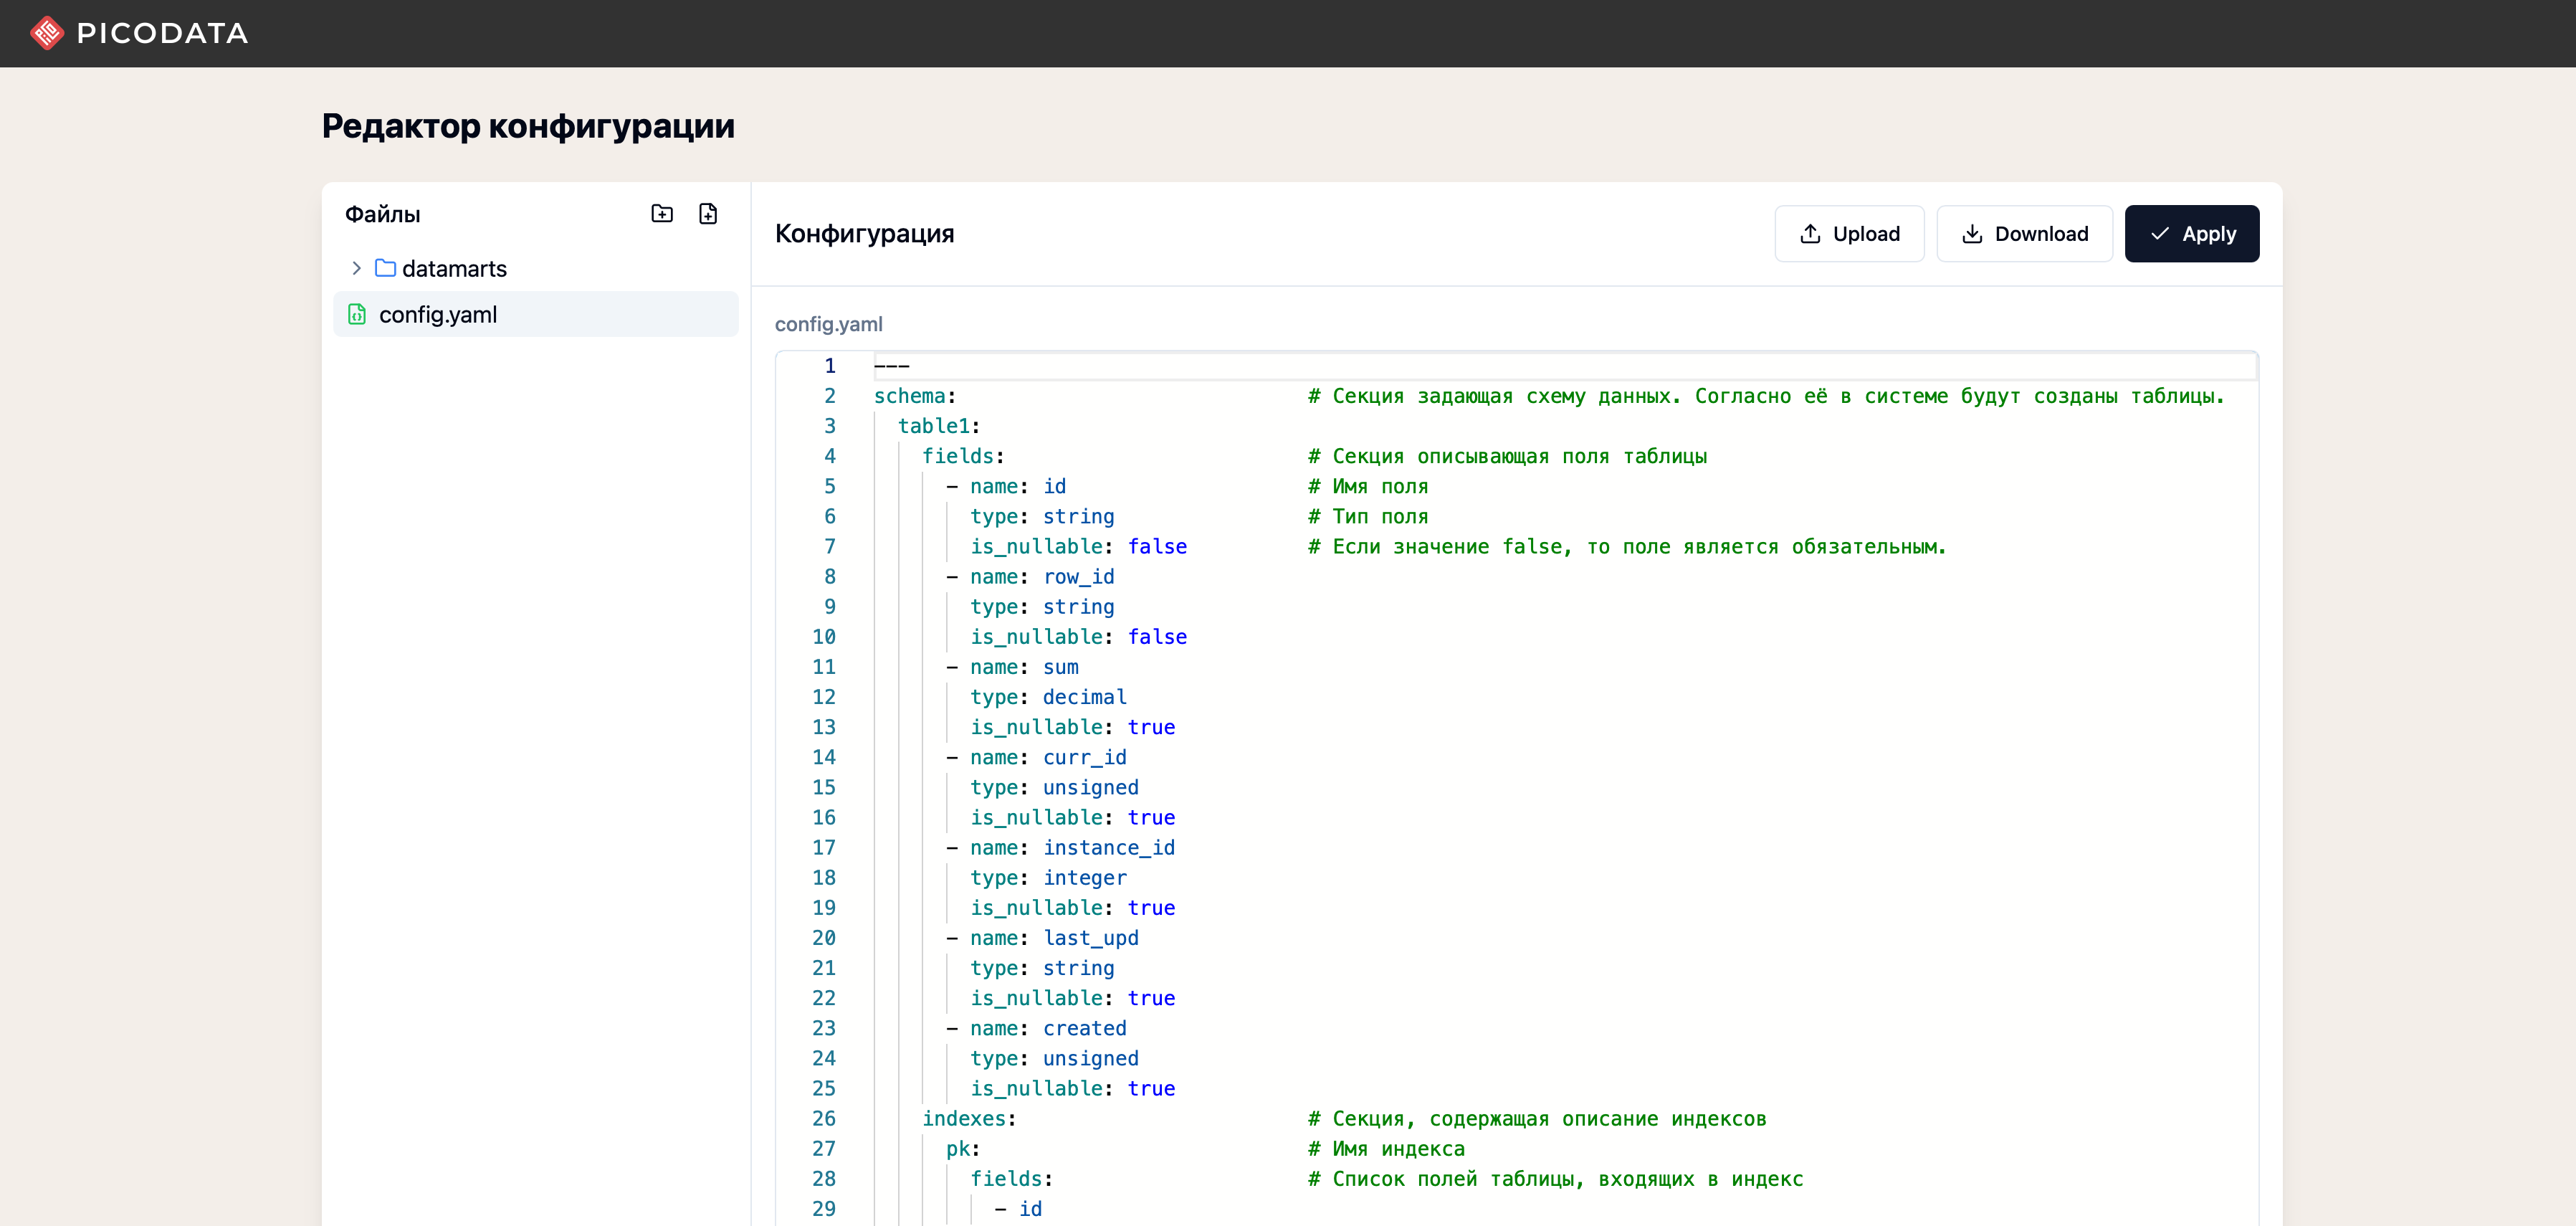 PICODATA
Редактор конфигурации
Файлы
datamarts
config.yaml
Конфигурация
Upload
Download
Apply
config.yaml
1 ---
2 schema: # Секция задающая схему данных. Согласно её в системе будут созданы таблицы.
3 table1:
4 fields: # Секция описывающая поля таблицы
5 - name: id # Имя поля
6 type: string # Тип поля
7 is_nullable: false # Если значение false, то поле является обязательным.
8 - name: row_id
9 type: string
10 is_nullable: false
11 - name: sum
12 type: decimal
13 is_nullable: true
14 - name: curr_id
15 type: unsigned
16 is_nullable: true
17 - name: instance_id
18 type: integer
19 is_nullable: true
20 - name: last_upd
21 type: string
22 is_nullable: true
23 - name: created
24 type: unsigned
25 is_nullable: true
26 indexes: # Секция, содержащая описание индексов
27 pk: # Имя индекса
28 fields: # Список полей таблицы, входящих в индекс
29 - id